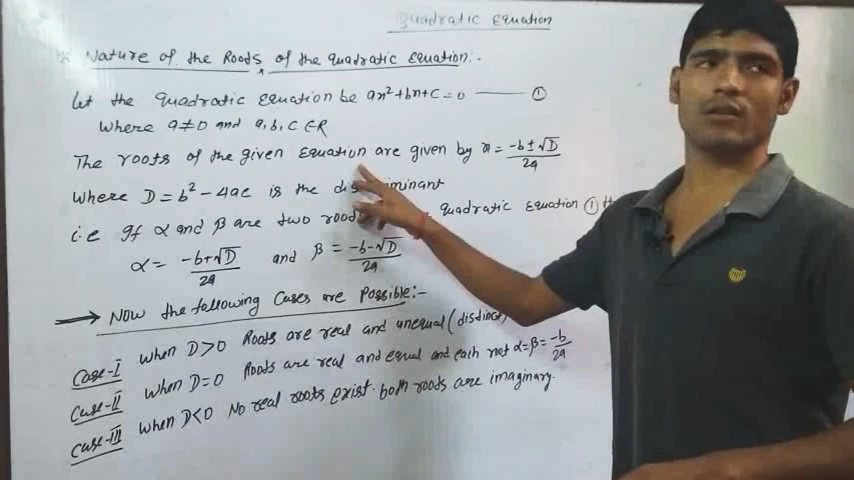 Quadratic Equation
* Nature of the Roots of the quadratic Equation:-
Let the quadratic Equation be ax²+bx+c=0 —— ①
Where a≠0 and a,b,c ∈R
The roots of the given Equation are given by x = (-b±√D)/2a
Where D=b²-4ac is the discriminant
i.e If α and β are two roots quadratic Equation ①
α = (-b+√D)/2a and β = (-b-√D)/2a
→ Now the following Cases are Possible:-
Case-I When D>0 Roots are real and unequal (distinct)
Case-II When D=0 Roots are real and equal and each root α=β=-b/2a
Case-III When D<0 No real roots exist. both roots are imaginary.